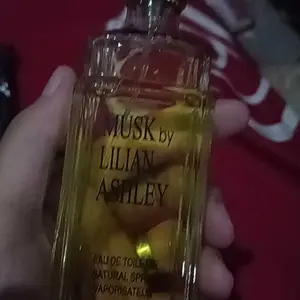 MUSK by
LILIAN
ASHLEY
EAU DE TOILETTE
NATURAL SPRAY
VAPORISATEUR